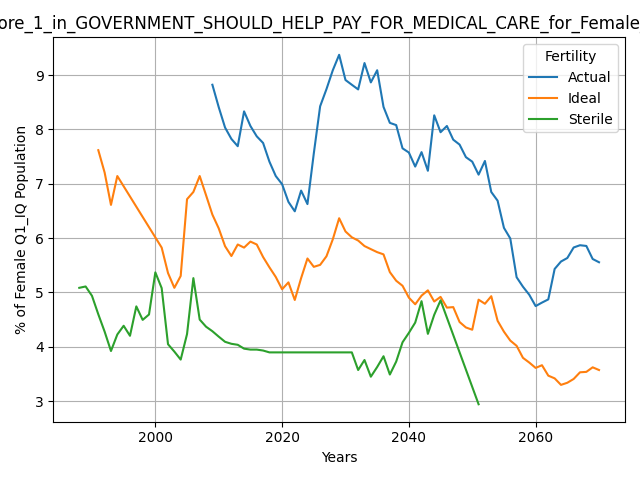 ore_1_in_GOVERNMENT_SHOULD_HELP_PAY_FOR_MEDICAL_CARE_for_Female
Fertility
Actual
Ideal
Sterile
% of Female Q1_IQ Population
9
8
7
6
5
4
3
2000 2020 2040 2060
Years